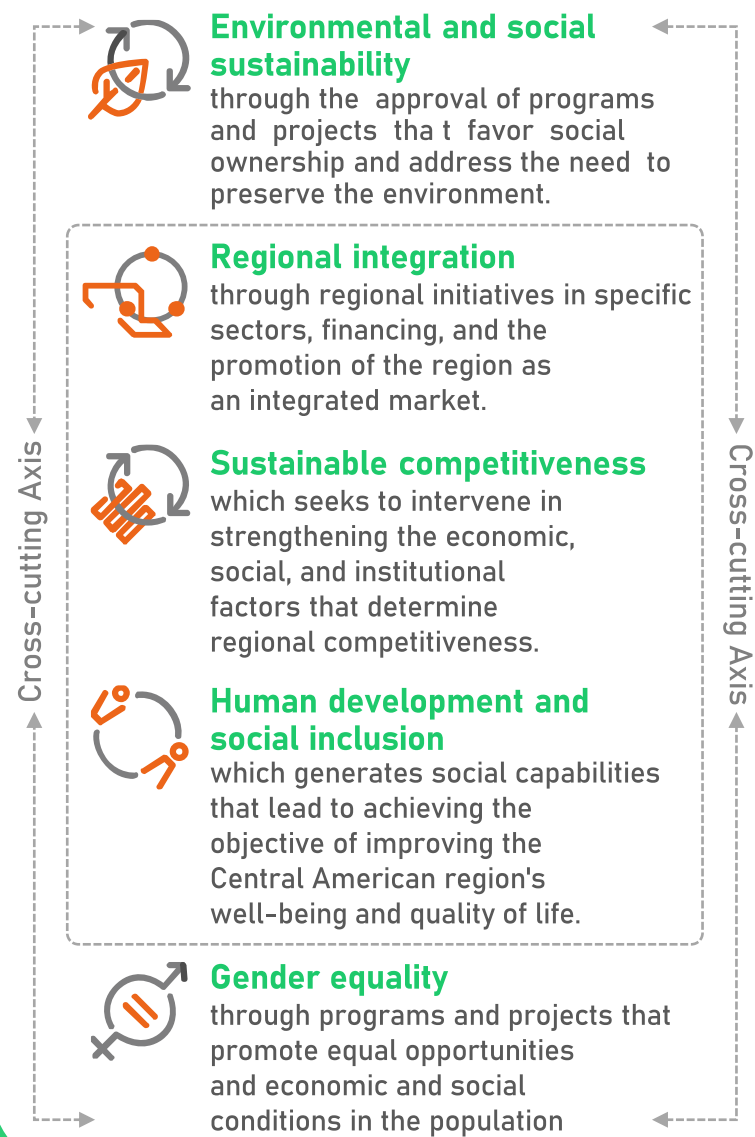 Environmental and social
sustainability
through the approval of programs
and projects tha t favor social
ownership and address the need to
preserve the environment.
Regional integration
through regional initiatives in specific
sectors, financing, and the
promotion of the region as
an integrated market.
Sustainable competitiveness
which seeks to intervene in
strengthening the economic,
social, and institutional
factors that determine
regional competitiveness.
Human development and
social inclusion
which generates social capabilities
that lead to achieving the
objective of improving the
Central American region's
well-being and quality of life.
Gender equality
through programs and projects that
promote equal opportunities
and economic and social
conditions in the population
Cross-cutting Axis
Cross-cutting Axis